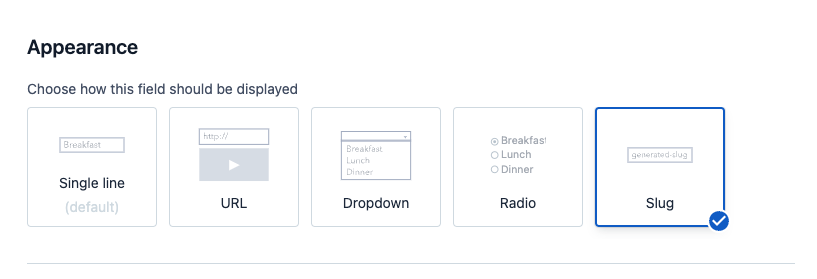 Appearance
Choose how this field should be displayed
Breakfast
Single line
(default)
http://
URL
Breakfast
Lunch
Dinner
Dropdown
Breakfast
Lunch
Dinner
Radio
generated-slug
Slug